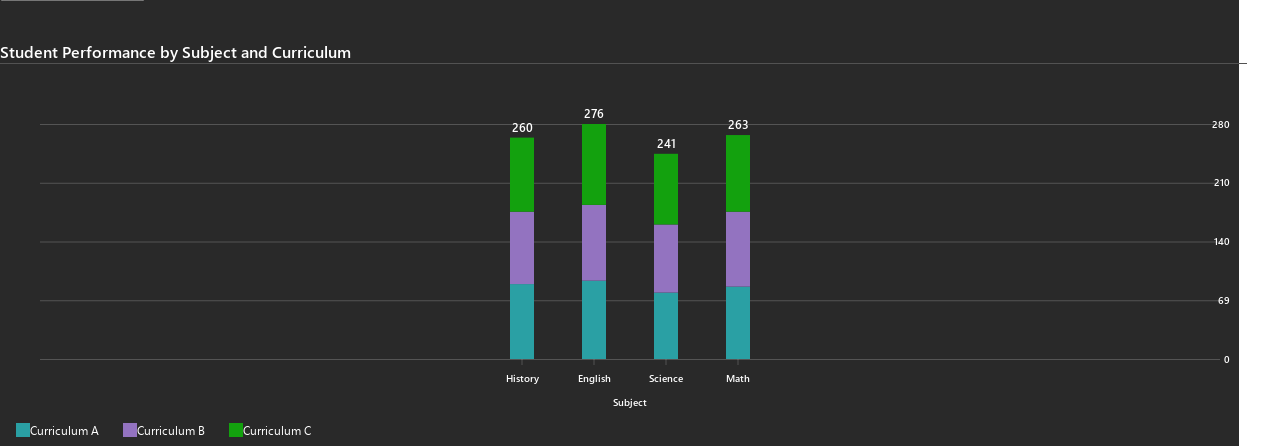 Student Performance by Subject and Curriculum
276
260
263
241
280
210
140
69
0
History English Science Math
Subject
Curriculum A Curriculum B Curriculum C